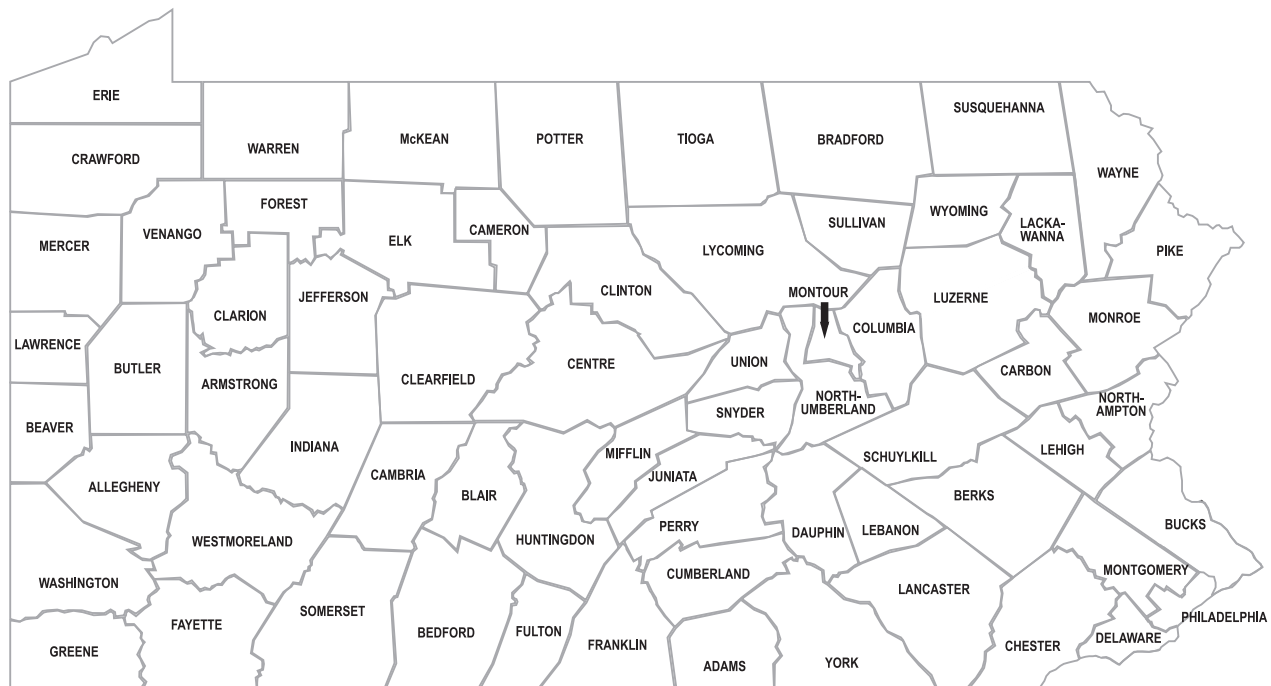 ERIE
CRAWFORD
WARREN
McKEAN
POTTER
TIOGA
BRADFORD
SUSQUEHANNA
WAYNE
MERCER
VENANGO
FOREST
ELK
CAMERON
LYCOMING
SULLIVAN
WYOMING
LACKA-
WANNA
PIKE
LAWRENCE
CLARION
JEFFERSON
CLINTON
MONTOUR
COLUMBIA
LUZERNE
MONROE
BUTLER
ARMSTRONG
CLEARFIELD
CENTRE
UNION
CARBON
BEAVER
INDIANA
SNYDER
NORTH-
UMBERLAND
NORTH-
AMPTON
ALLEGHENY
CAMBRIA
BLAIR
MIFFLIN
JUNIATA
SCHUYLKILL
LEHIGH
WESTMORELAND
HUNTINGDON
PERRY
DAUPHIN
LEBANON
BERKS
BUCKS
WASHINGTON
CUMBERLAND
LANCASTER
MONTGOMERY
GREENE
FAYETTE
SOMERSET
BEDFORD
FULTON
FRANKLIN
ADAMS
YORK
CHESTER
DELAWARE
PHILADELPHIA